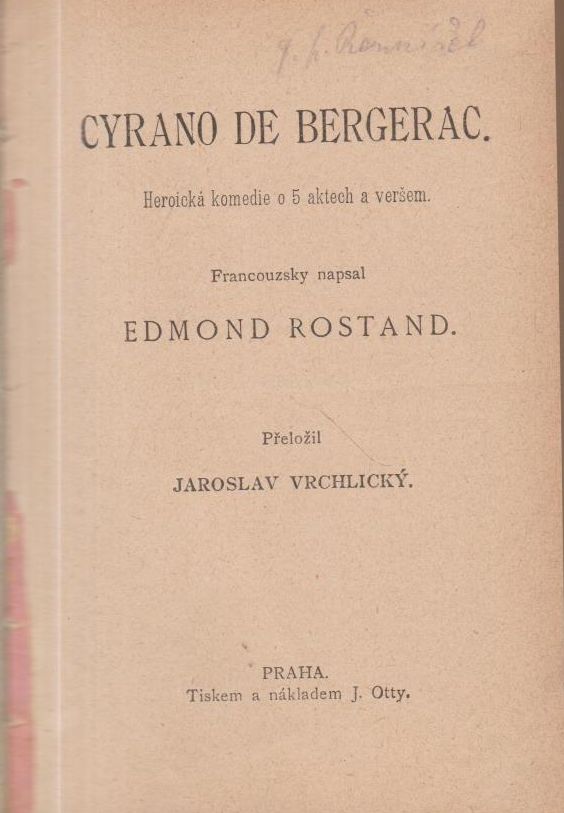 CYRANO DE BERGERAC.
Heroická komedie o 5 aktech a veršem.
Francouzsky napsal
EDMOND ROSTAND.
Přeložil
JAROSLAV VRCHLICKÝ.
PRAHA.
Tiskem a nákladem J. Otty.